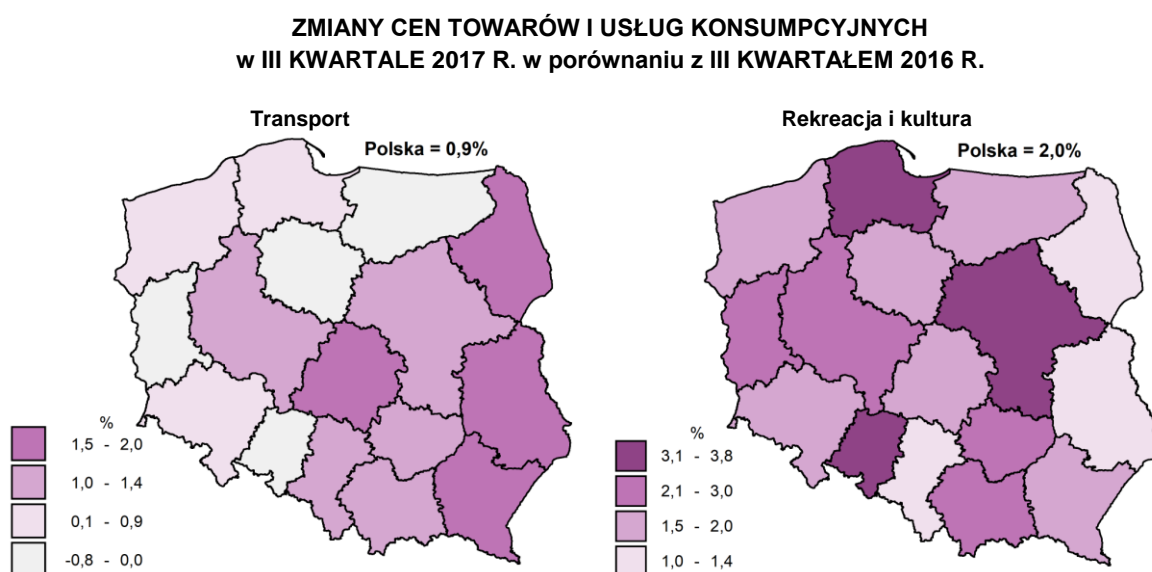 ZMIANY CEN TOWARÓW I USŁUG KONSUMPCYJNYCH
w III KWARTALE 2017 R. w porównaniu z III KWARTAŁEM 2016 R.
Transport
Polska = 0,9%
%
1,5 - 2,0
1,0 - 1,4
0,1 - 0,9
-0,8 - 0,0
Rekreacja i kultura
Polska = 2,0%
%
3,1 - 3,8
2,1 - 3,0
1,5 - 2,0
1,0 - 1,4